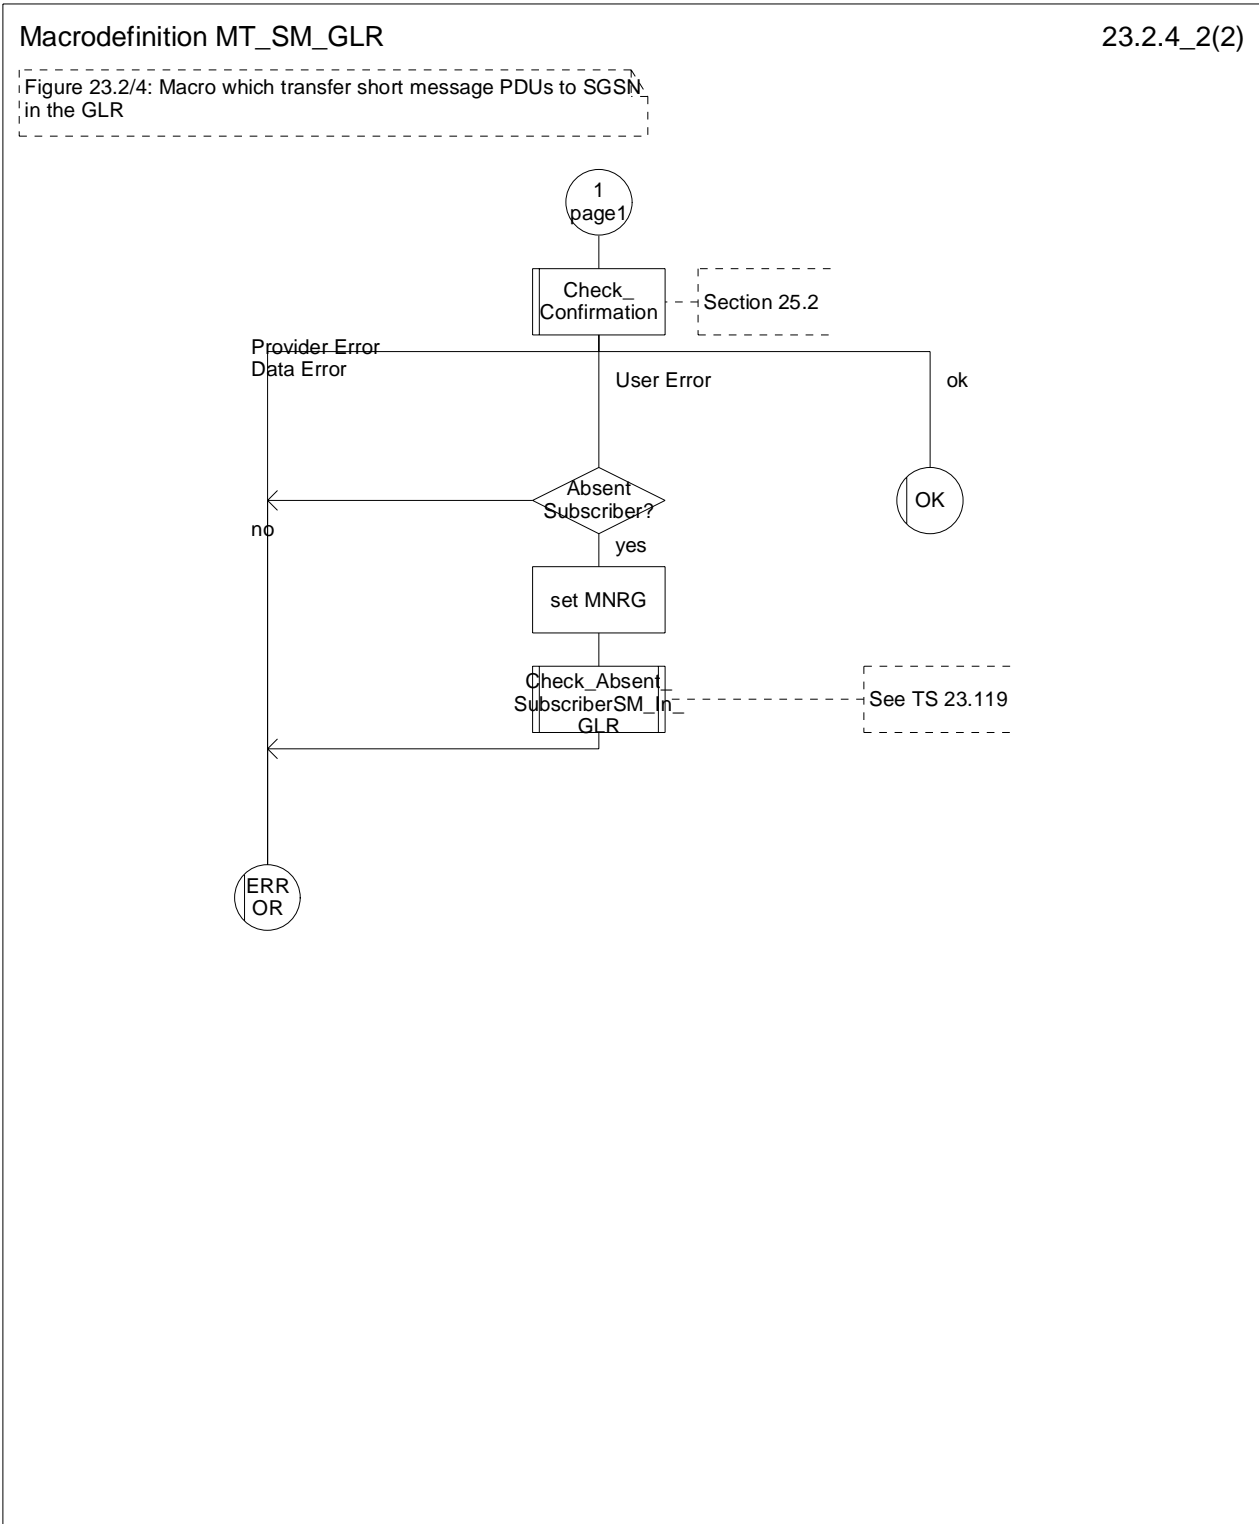 Macrodefinition MT_SM_GLR
23.2.4_2(2)
Figure 23.2/4: Macro which transfer short message PDUs to SGSN
in the GLR
1
page1
Check_
Confirmation
Section 25.2
Provider Error
Data Error
User Error
ok
Absent
Subscriber?
OK
no
yes
set MNRG
Check_Absent_
SubscriberSM_In_
GLR
See TS 23.119
ERR
OR